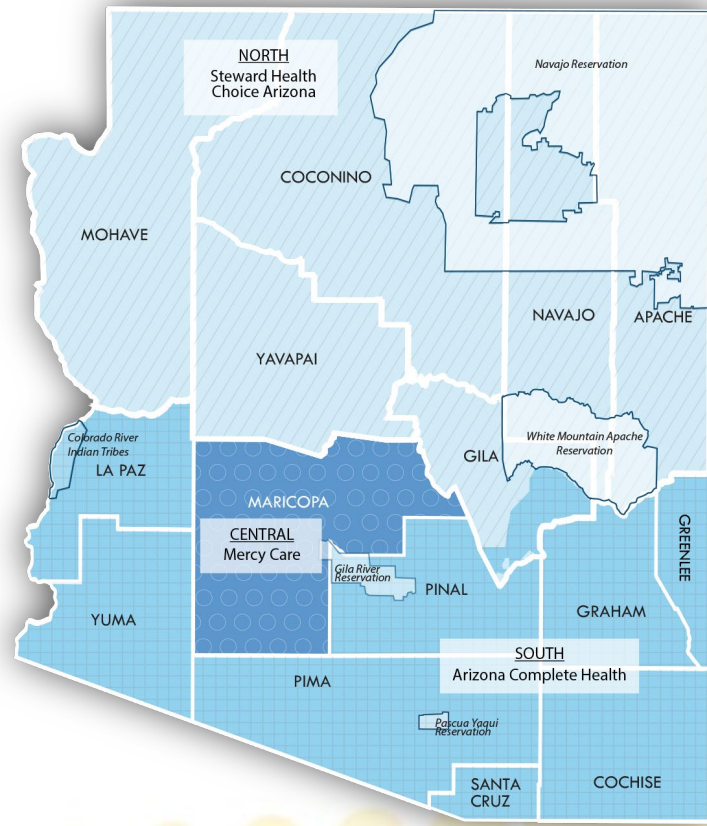 NORTH
Steward Health
Choice Arizona
Navajo Reservation
COCONINO
MOHAVE
NAVAJO
APACHE
YAVAPAI
Colorado River
Indian Tribes
LA PAZ
White Mountain Apache
Reservation
GILA
MARICOPA
CENTRAL
Mercy Care
GREENLEE
Gila River
Reservation
PINAL
YUMA
GRAHAM
SOUTH
Arizona Complete Health
PIMA
Pascua Yaqui
Reservation
SANTA
CRUZ
COCHISE